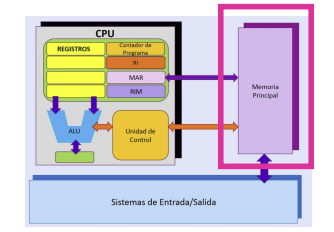 CPU
REGISTROS
Contador de
Programa
RI
MAR
RIM
ALU
Unidad de
Control
Memoria
Principal
Sistemas de Entrada/Salida